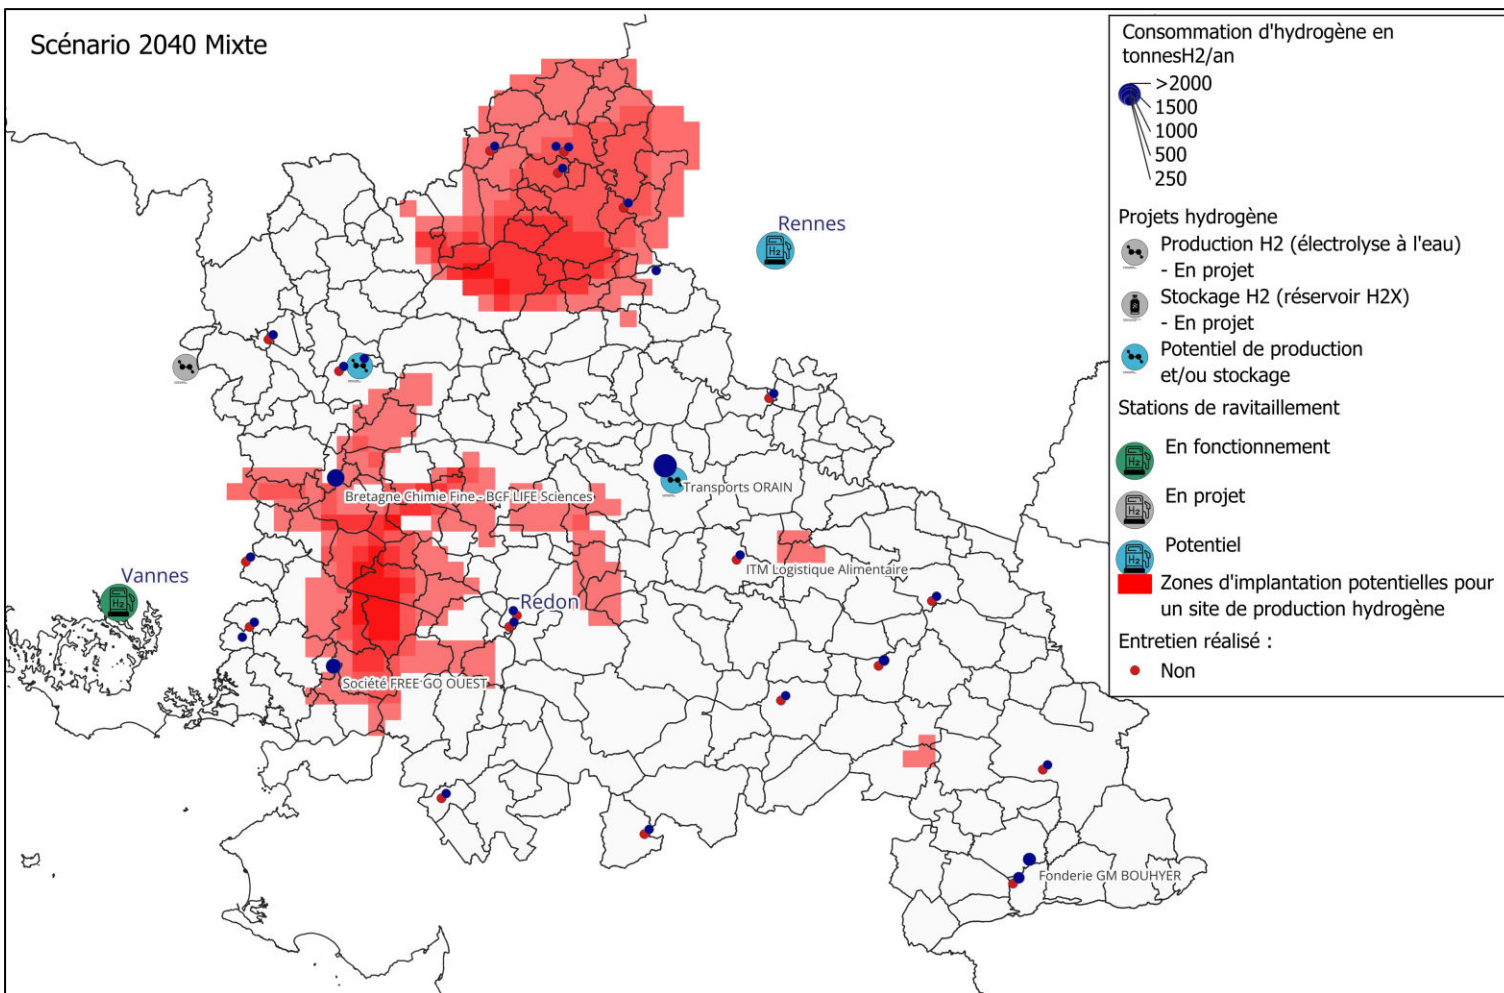 Scénario 2040 Mixte
Rennes
Bretagne Chimie Fine - BCF LIFE Sciences
Transports ORAIN
ITM Logistique Alimentaire
Vannes
Redon
Société FREE GO OUEST
Fonderie GM BOUHYER
Consommation d'hydrogène en
tonnesH2/an
>2000
1500
1000
500
250
Projets hydrogène
Production H2 (électrolyse à l'eau)
- En projet
Stockage H2 (réservoir H2X)
- En projet
Potentiel de production
et/ou stockage
Stations de ravitaillement
En fonctionnement
En projet
Potentiel
Zones d'implantation potentielles pour
un site de production hydrogène
Entretien réalisé :
Non